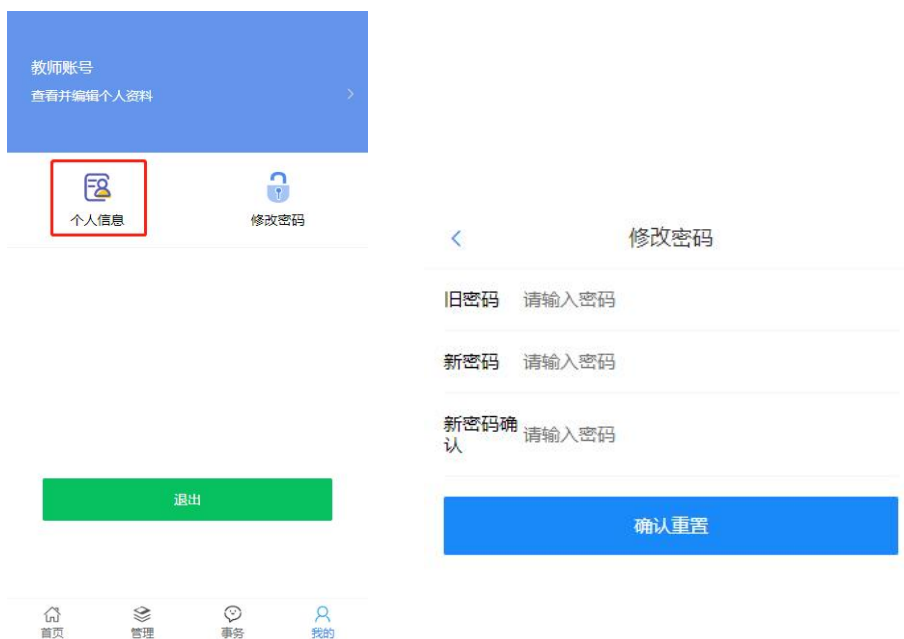 教师账号
查看并编辑个人资料
个人信息
修改密码
退出
首页
管理
事务
我的
修改密码
旧密码 请输入密码
新密码 请输入密码
新密码确
认
请输入密码
确认重置